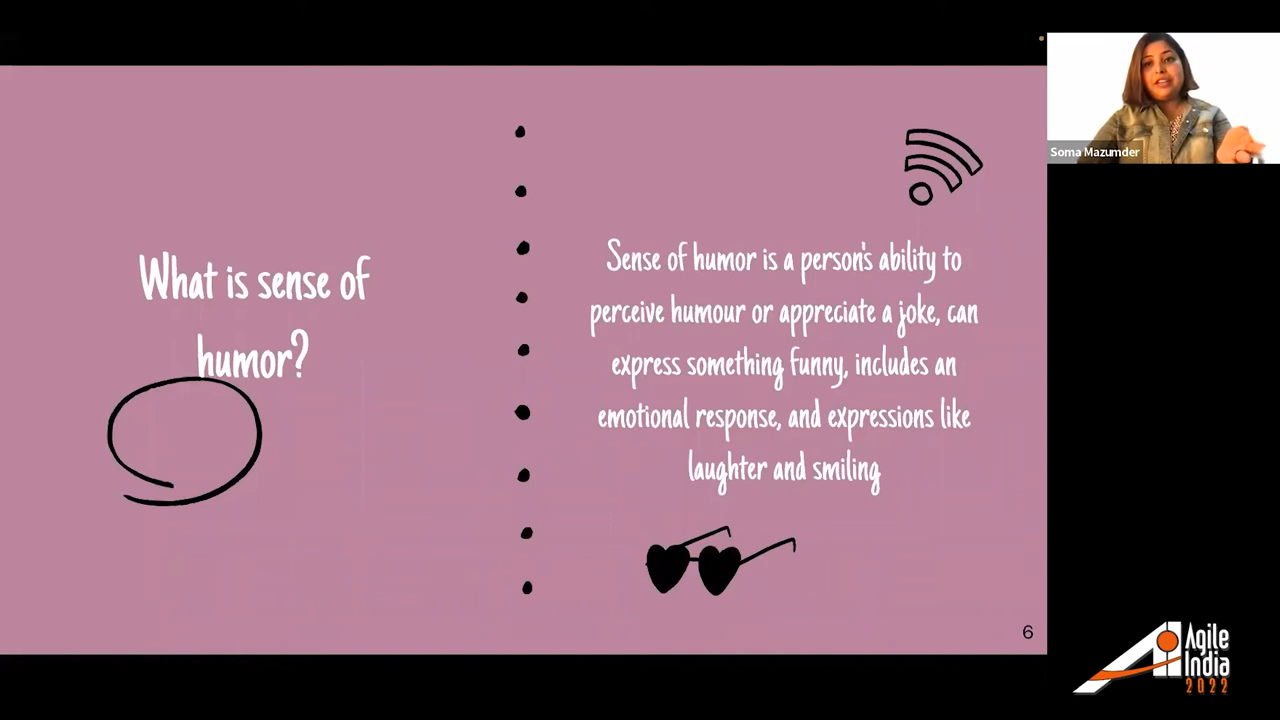 What is sense of
humor?
Sense of humor is a person's ability to
perceive humour or appreciate a joke, can
express something funny, includes an
emotional response, and expressions like
laughter and smiling
6
Soma Mazumder
Agile
India
2022